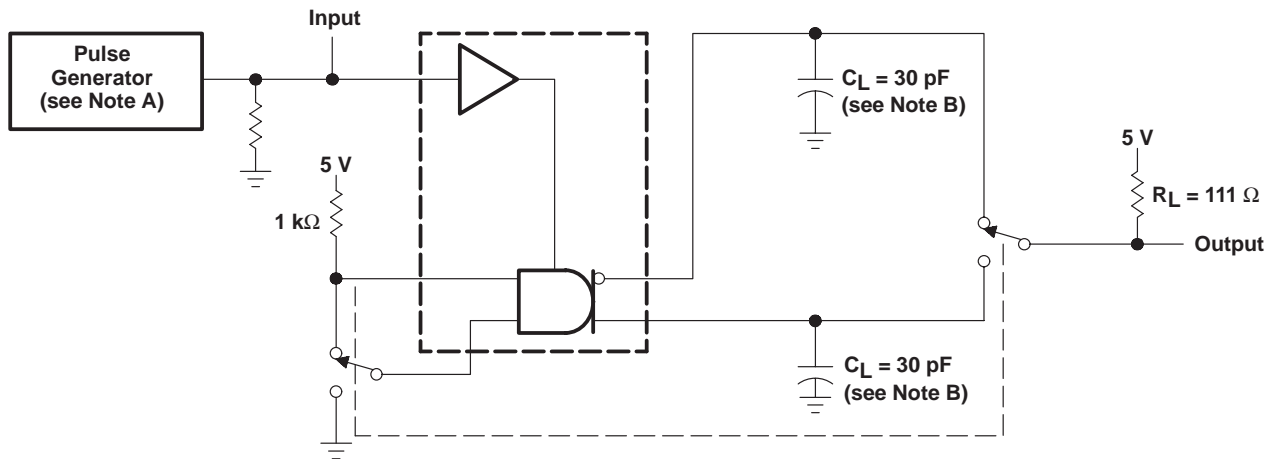 Input
Pulse
Generator
(see Note A)
5 V
1 kΩ
CL = 30 pF
(see Note B)
5 V
RL = 111 Ω
Output
CL = 30 pF
(see Note B)